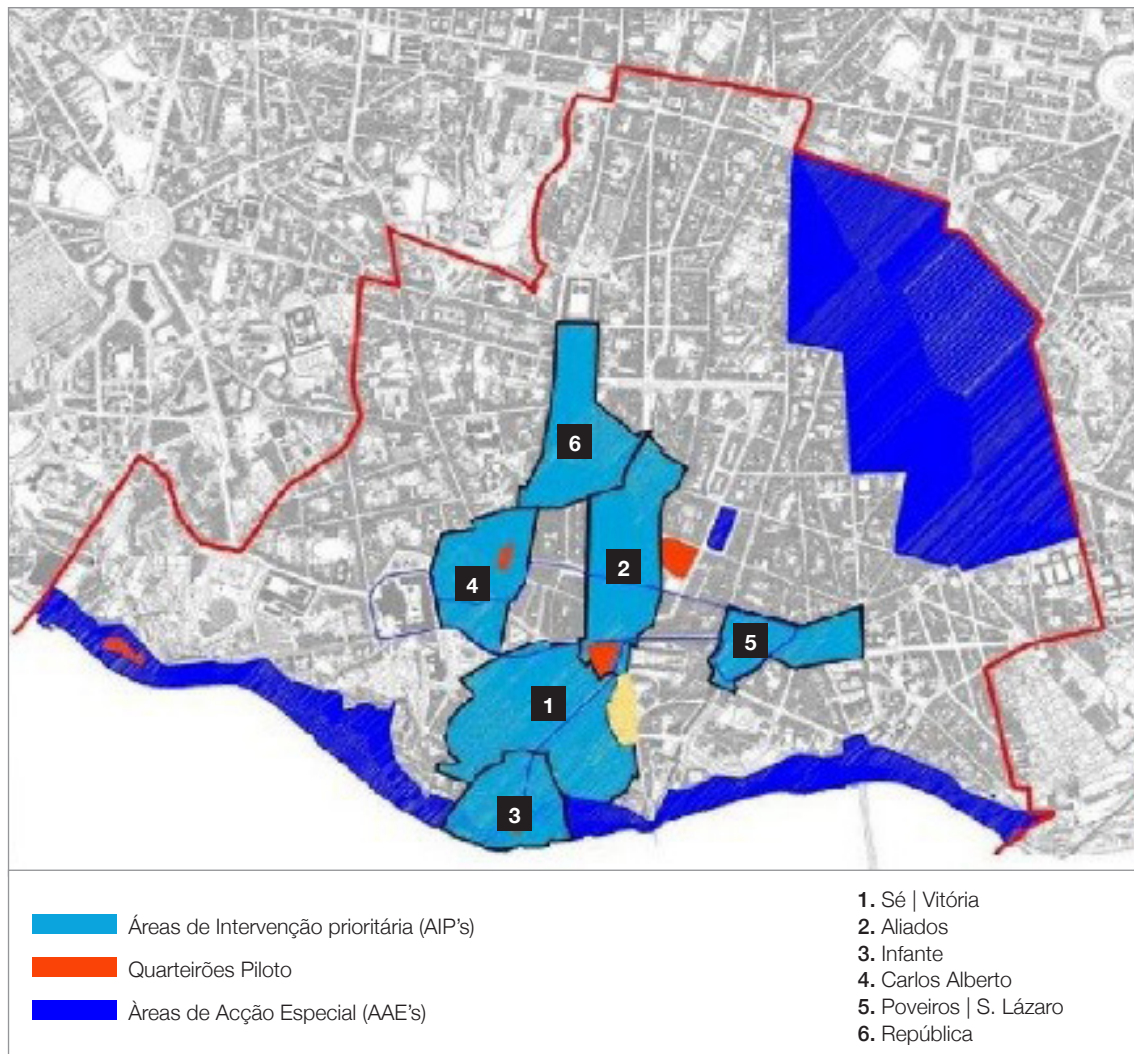 6
4
2
5
1
3
Áreas de Intervenção prioritária (AIP's)
Quarteirões Piloto
Àreas de Acção Especial (AAE's)
1. Sé | Vitória
2. Aliados
3. Infante
4. Carlos Alberto
5. Poveiros | S. Lázaro
6. República